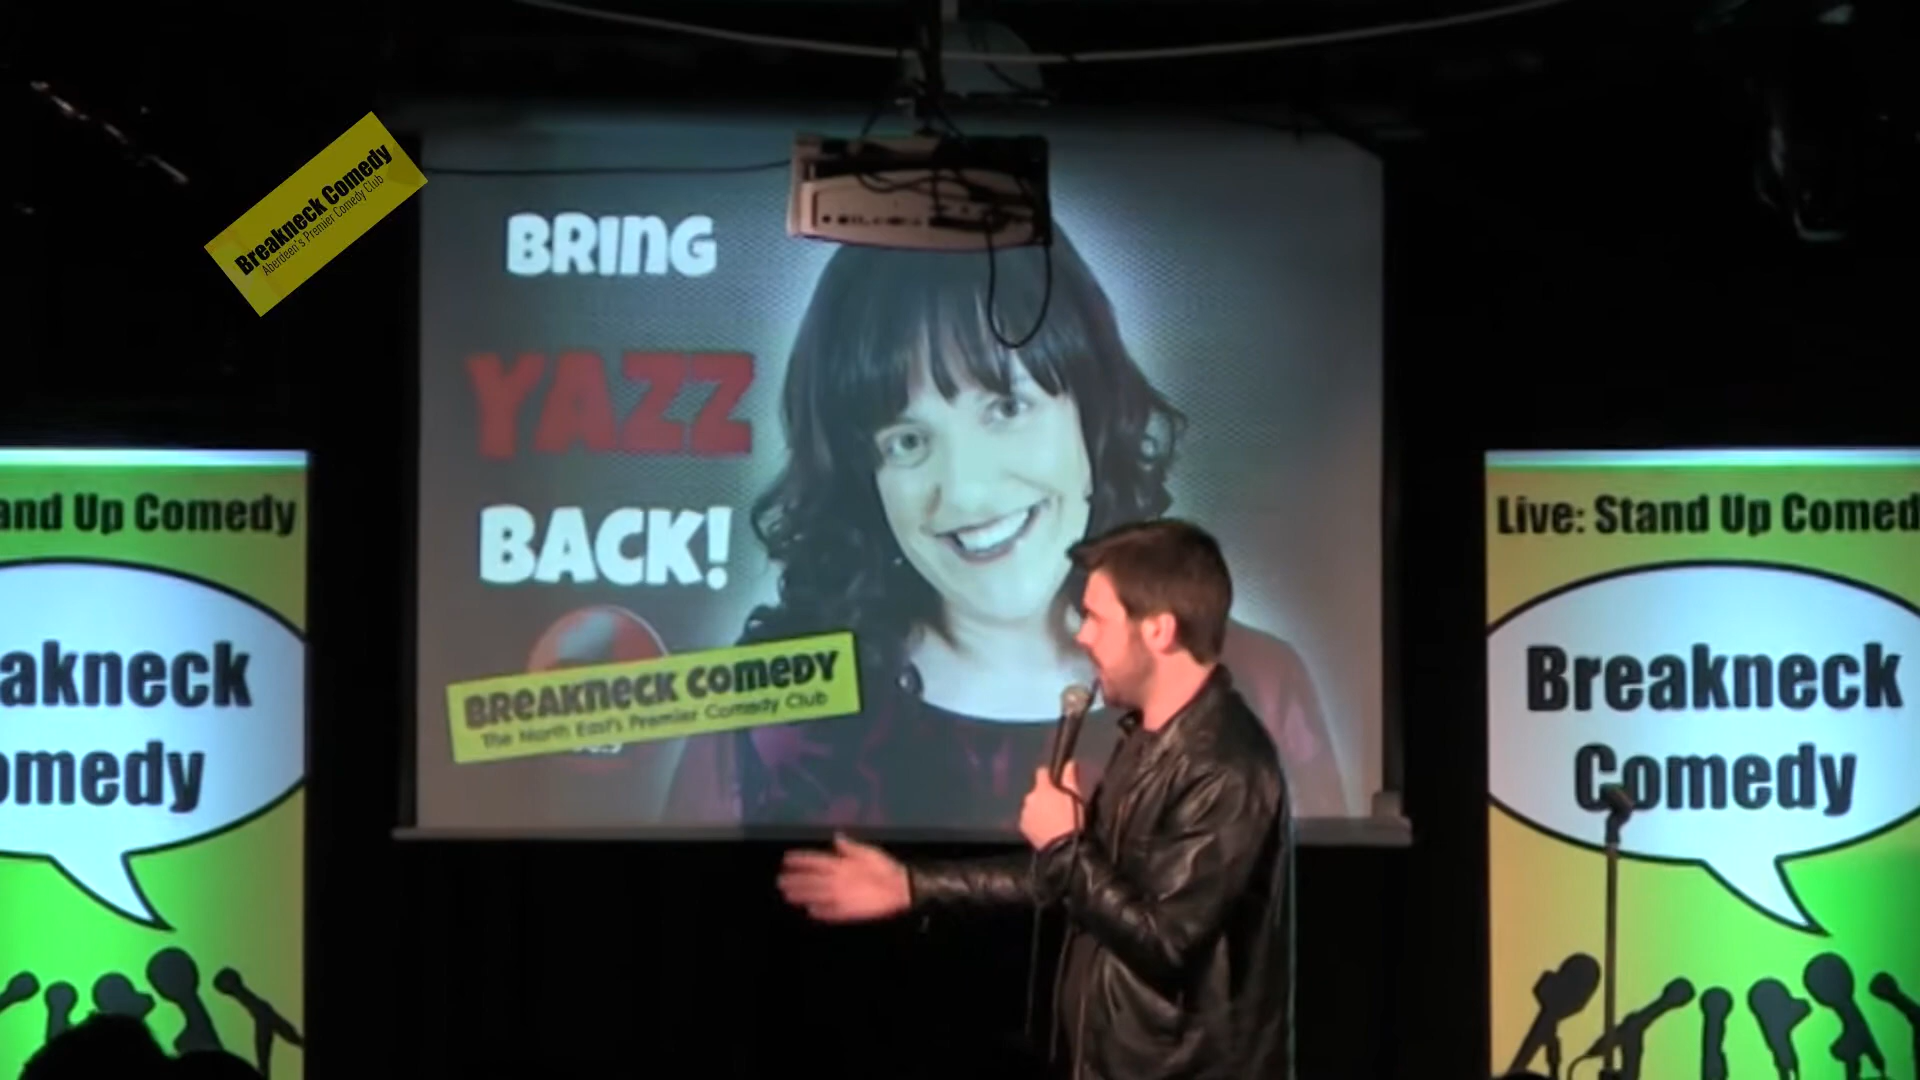 Breakneck Comedy
Aberdeen's Premier Comedy Club
BRING
YAZZ
BACK!
BREAKNECK COMEDY
The North East's Premier Comedy Club
and Up Comedy
eakneck
omedy
Live: Stand Up Comed
Breakneck
Comedy